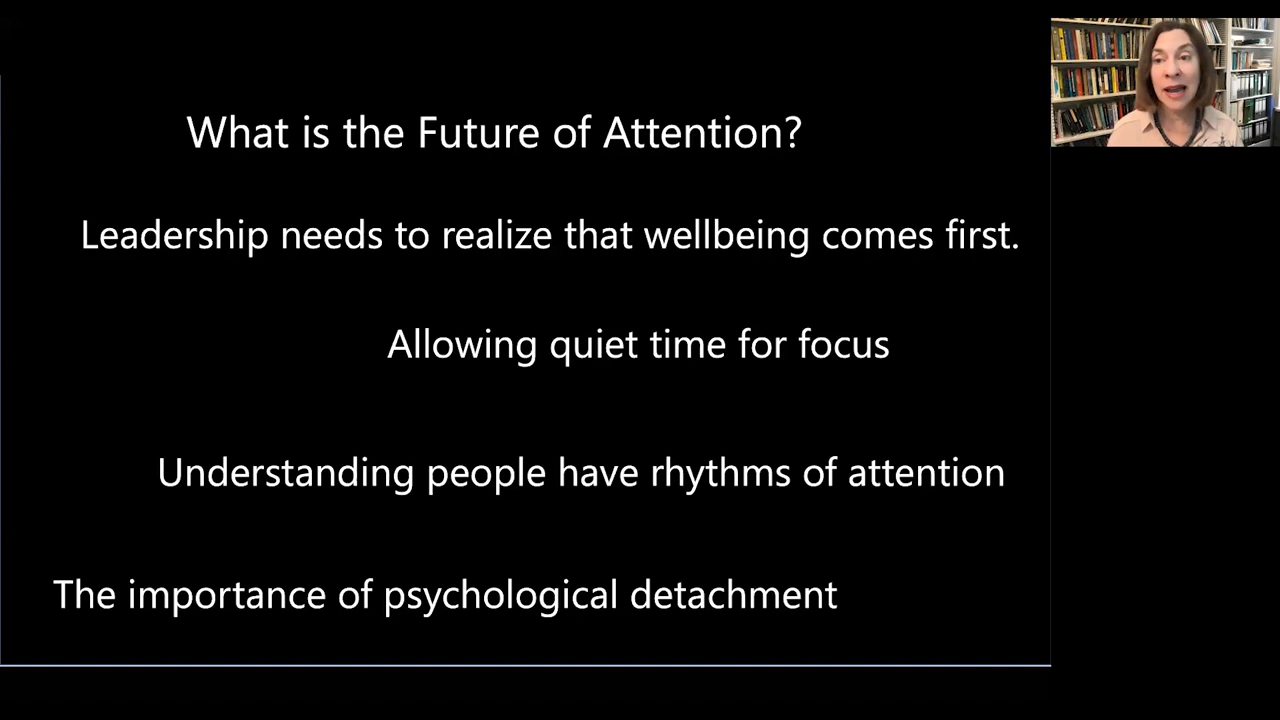 What is the Future of Attention?
Leadership needs to realize that wellbeing comes first.
Allowing quiet time for focus
Understanding people have rhythms of attention
The importance of psychological detachment